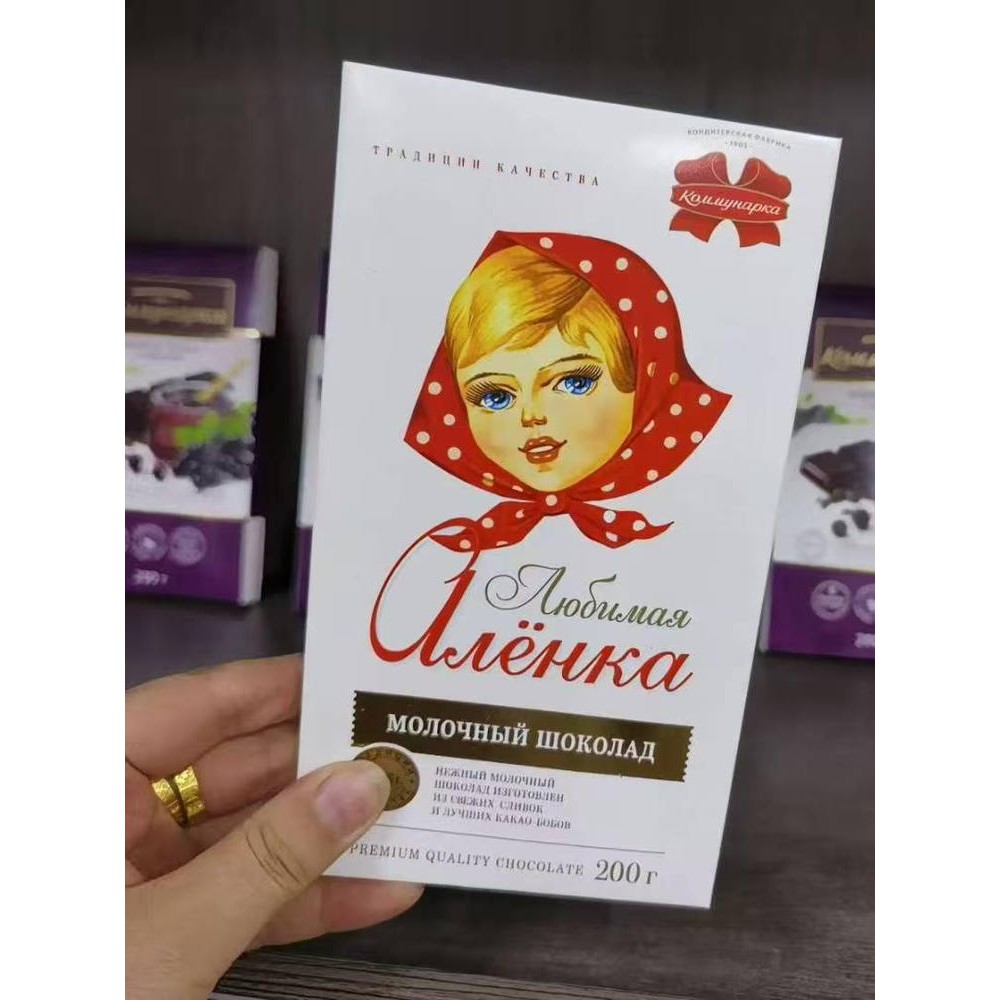 ТРАДИЦИИ КАЧЕСТВА
КОНДИТЕРСКАЯ ФАБРИКА
·1905·
Коммунарка
Любимая
Алёнка
МОЛОЧНЫЙ ШОКОЛАД
НЕЖНЫЙ МОЛОЧНЫЙ
ШОКОЛАД ИЗГОТОВЛЕН
ИЗ СВЕЖИХ СЛИВОК
И ЛУЧШИХ КАКАО-БОБОВ
PREMIUM QUALITY CHOCOLATE 200 г